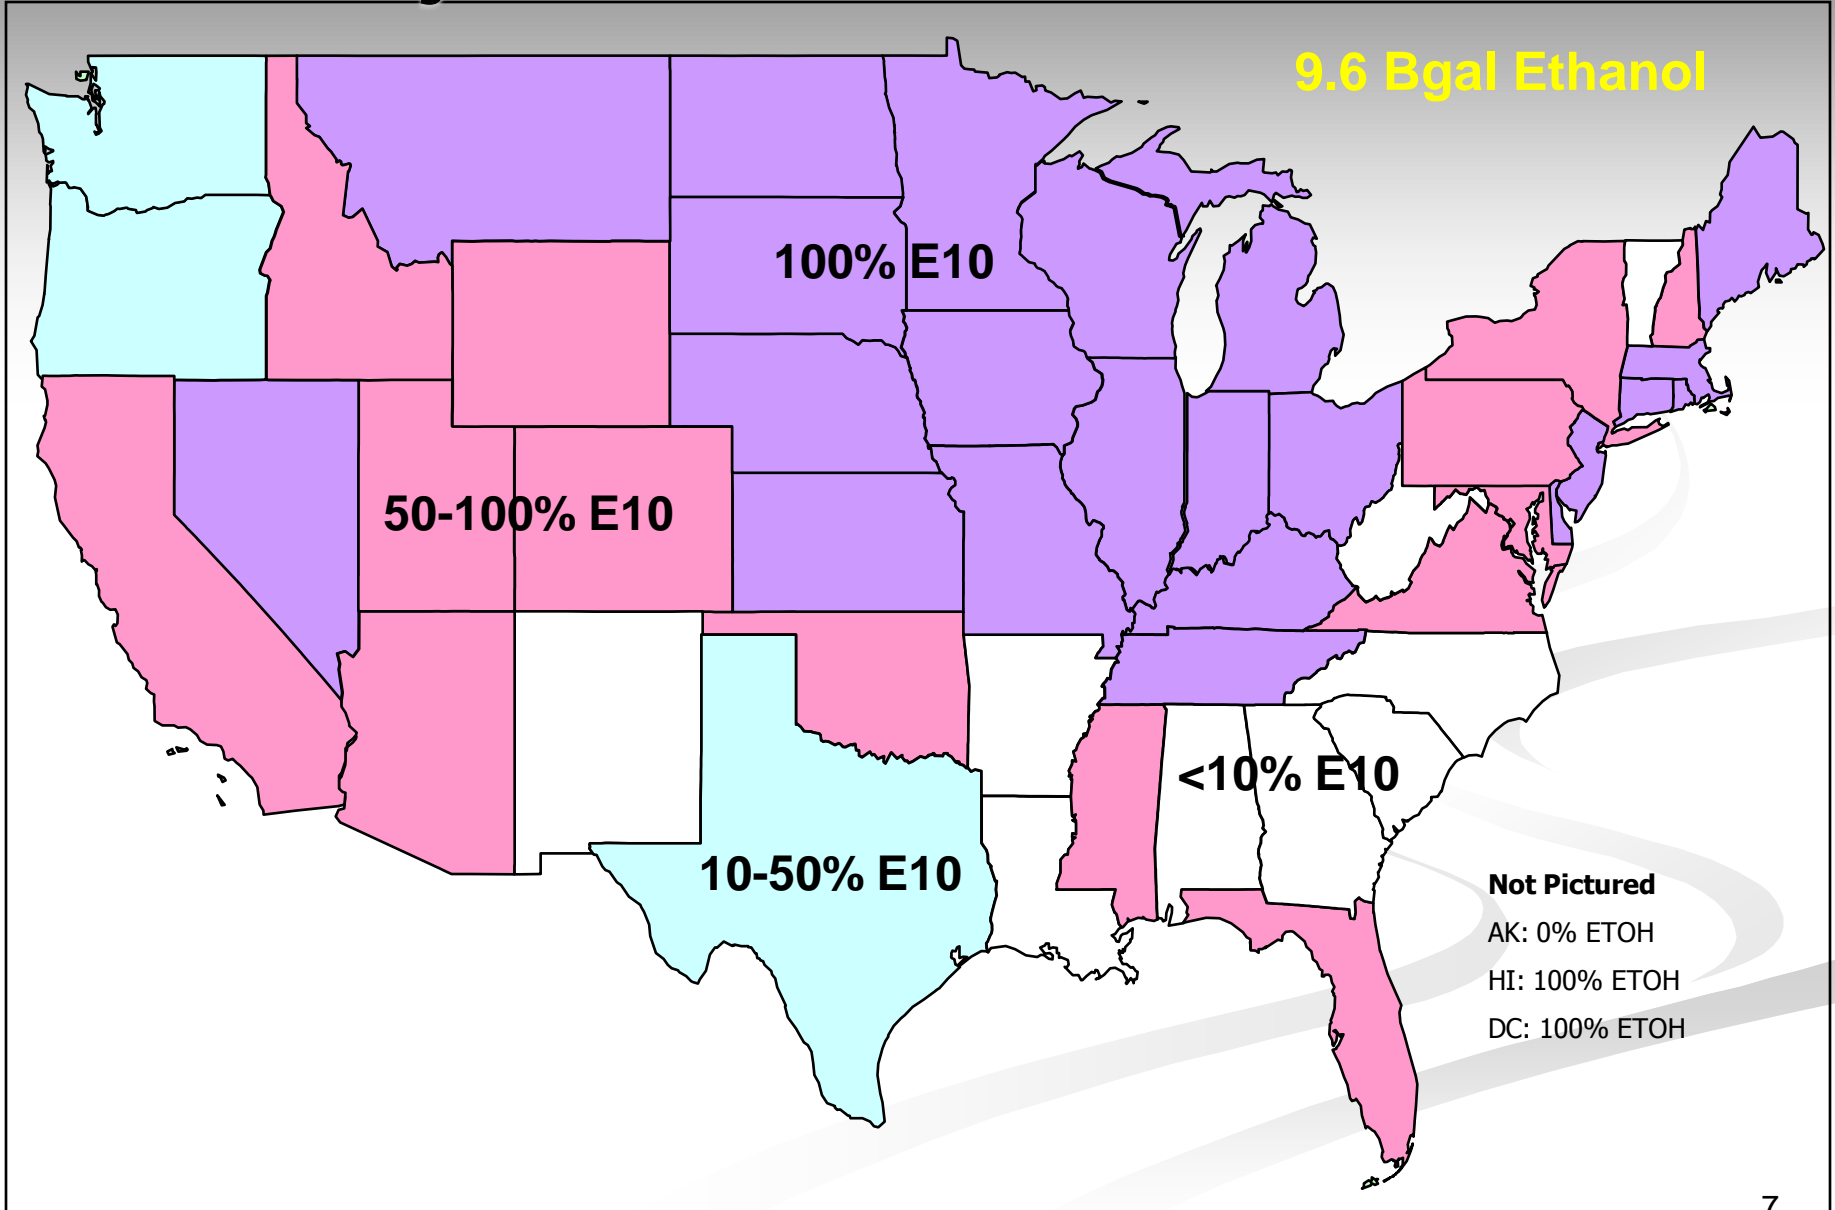 9.6 Bgal Ethanol
100% E10
50-100% E10
<10% E10
10-50% E10
Not Pictured
AK: 0% ETOH
HI: 100% ETOH
DC: 100% ETOH
7